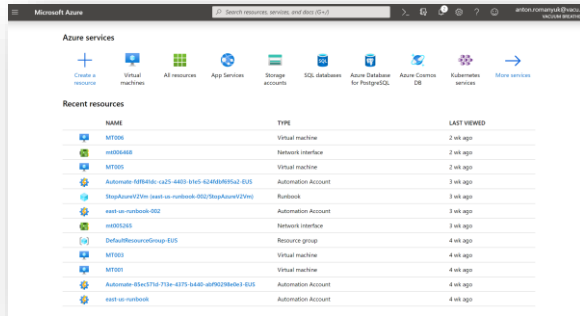 Microsoft Azure
Search resources, services, and docs (G+/)
anton.romanyuk@vacu
Azure services
Create a resource
Virtual machines
All resources
App Services
Storage accounts
SQL databases
Azure Database for PostgreSQL
Azure Cosmos DB
Kubernetes services
More services
Recent resources
NAME TYPE LAST VIEWED
MT006 Virtual machine 2 wk ago
mt006468 Network interface 2 wk ago
MT005 Virtual machine 2 wk ago
Automation Account 3 wk ago
StopAzureV2Vm (east-us-runbook-002/StopAzureV2Vm) Runbook 3 wk ago
east-us-runbook-002 Automation Account 3 wk ago
mt005265 Network interface 3 wk ago
DefaultResourceGroup-EUS Resource group 4 wk ago
MT003 Virtual machine 4 wk ago
MT001 Virtual machine 4 wk ago
Automation Account 4 wk ago
east-us-runbook Automation Account 4 wk ago